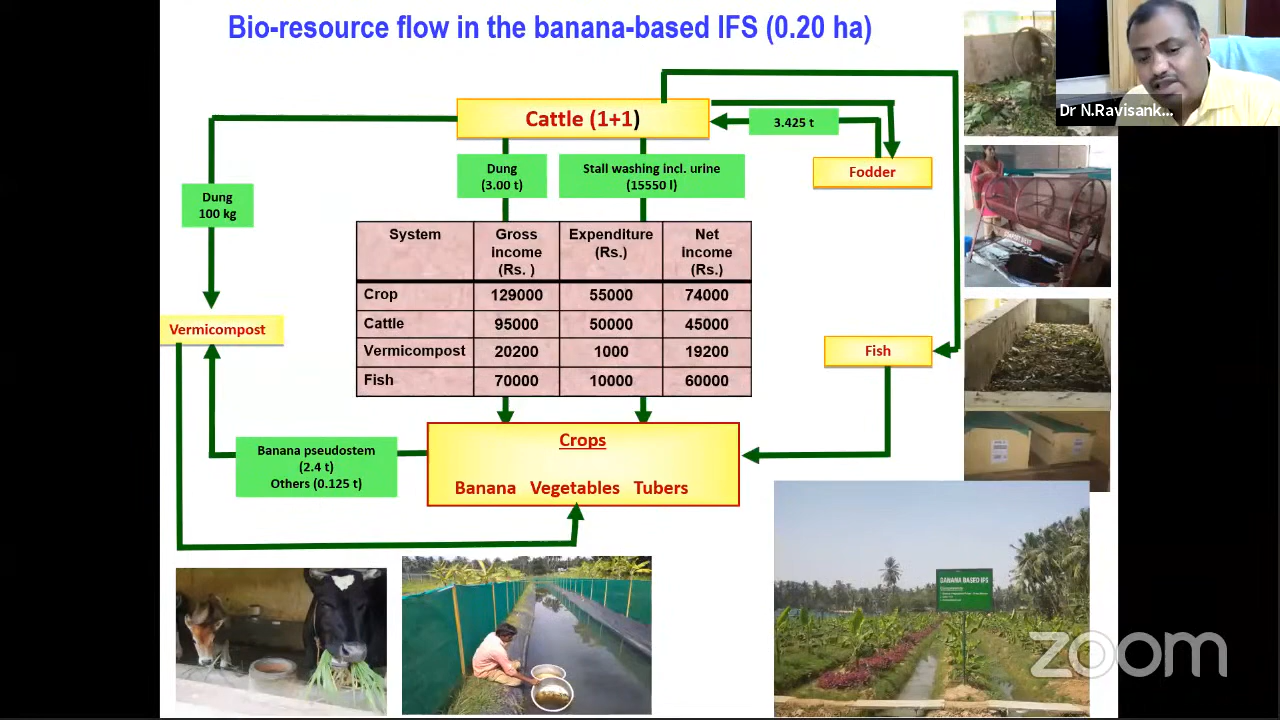 Bio-resource flow in the banana-based IFS (0.20 ha)
Dr N.Ravisank...
Cattle (1+1)
3.425 t
Fodder
Dung
(3.00 t)
Stall washing incl. urine
(15550 l)
Dung
100 kg
System Gross income (Rs. ) Expenditure (Rs.) Net income (Rs.)
Crop 129000 55000 74000
Cattle 95000 50000 45000
Vermicompost 20200 1000 19200
Fish 70000 10000 60000
Vermicompost
Fish
Banana pseudostem
(2.4 t)
Others (0.125 t)
Crops
Banana Vegetables Tubers
BANANA BASED IFS
zoom